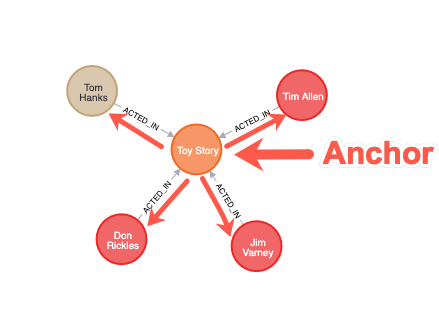 Tom
Hanks
ACTED_IN
Tim Allen
ACTED_IN
Toy Story
Anchor
ACTED_IN
ACTED_IN
Don
Rickles
Jim
Varney